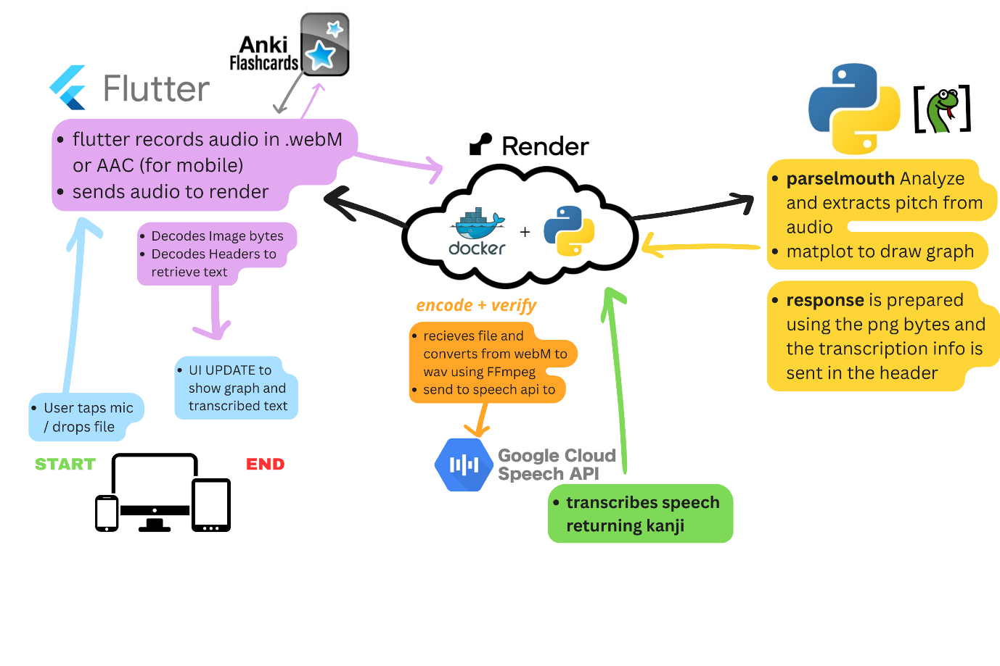 Anki
Flashcards
Flutter
• flutter records audio in .webM
or AAC (for mobile)
• sends audio to render
• Decodes Image bytes
• Decodes Headers to
retrieve text
• UI UPDATE to
show graph and
transcribed text
• User taps mic
/ drops file
START
END
Render
docker
+
encode + verify
• recieves file and
converts from webM to
wav using FFmpeg
• send to speech api to
Google Cloud
Speech API
• transcribes speech
returning kanji
[ ]
• parselmouth Analyze
and extracts pitch from
audio
• matplot to draw graph
• response is prepared
using the png bytes and
the transcription info is
sent in the header